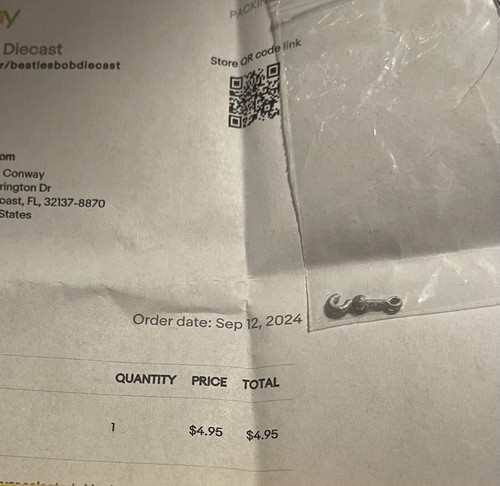 y
PACKIN
Diecast
r/beatlesbobdiecast
Store QR code link
om
Conway
rington Dr
oast, FL, 32137-8870
States
Order date: Sep 12, 2024
QUANTITY PRICE TOTAL
1 $4.95 $4.95